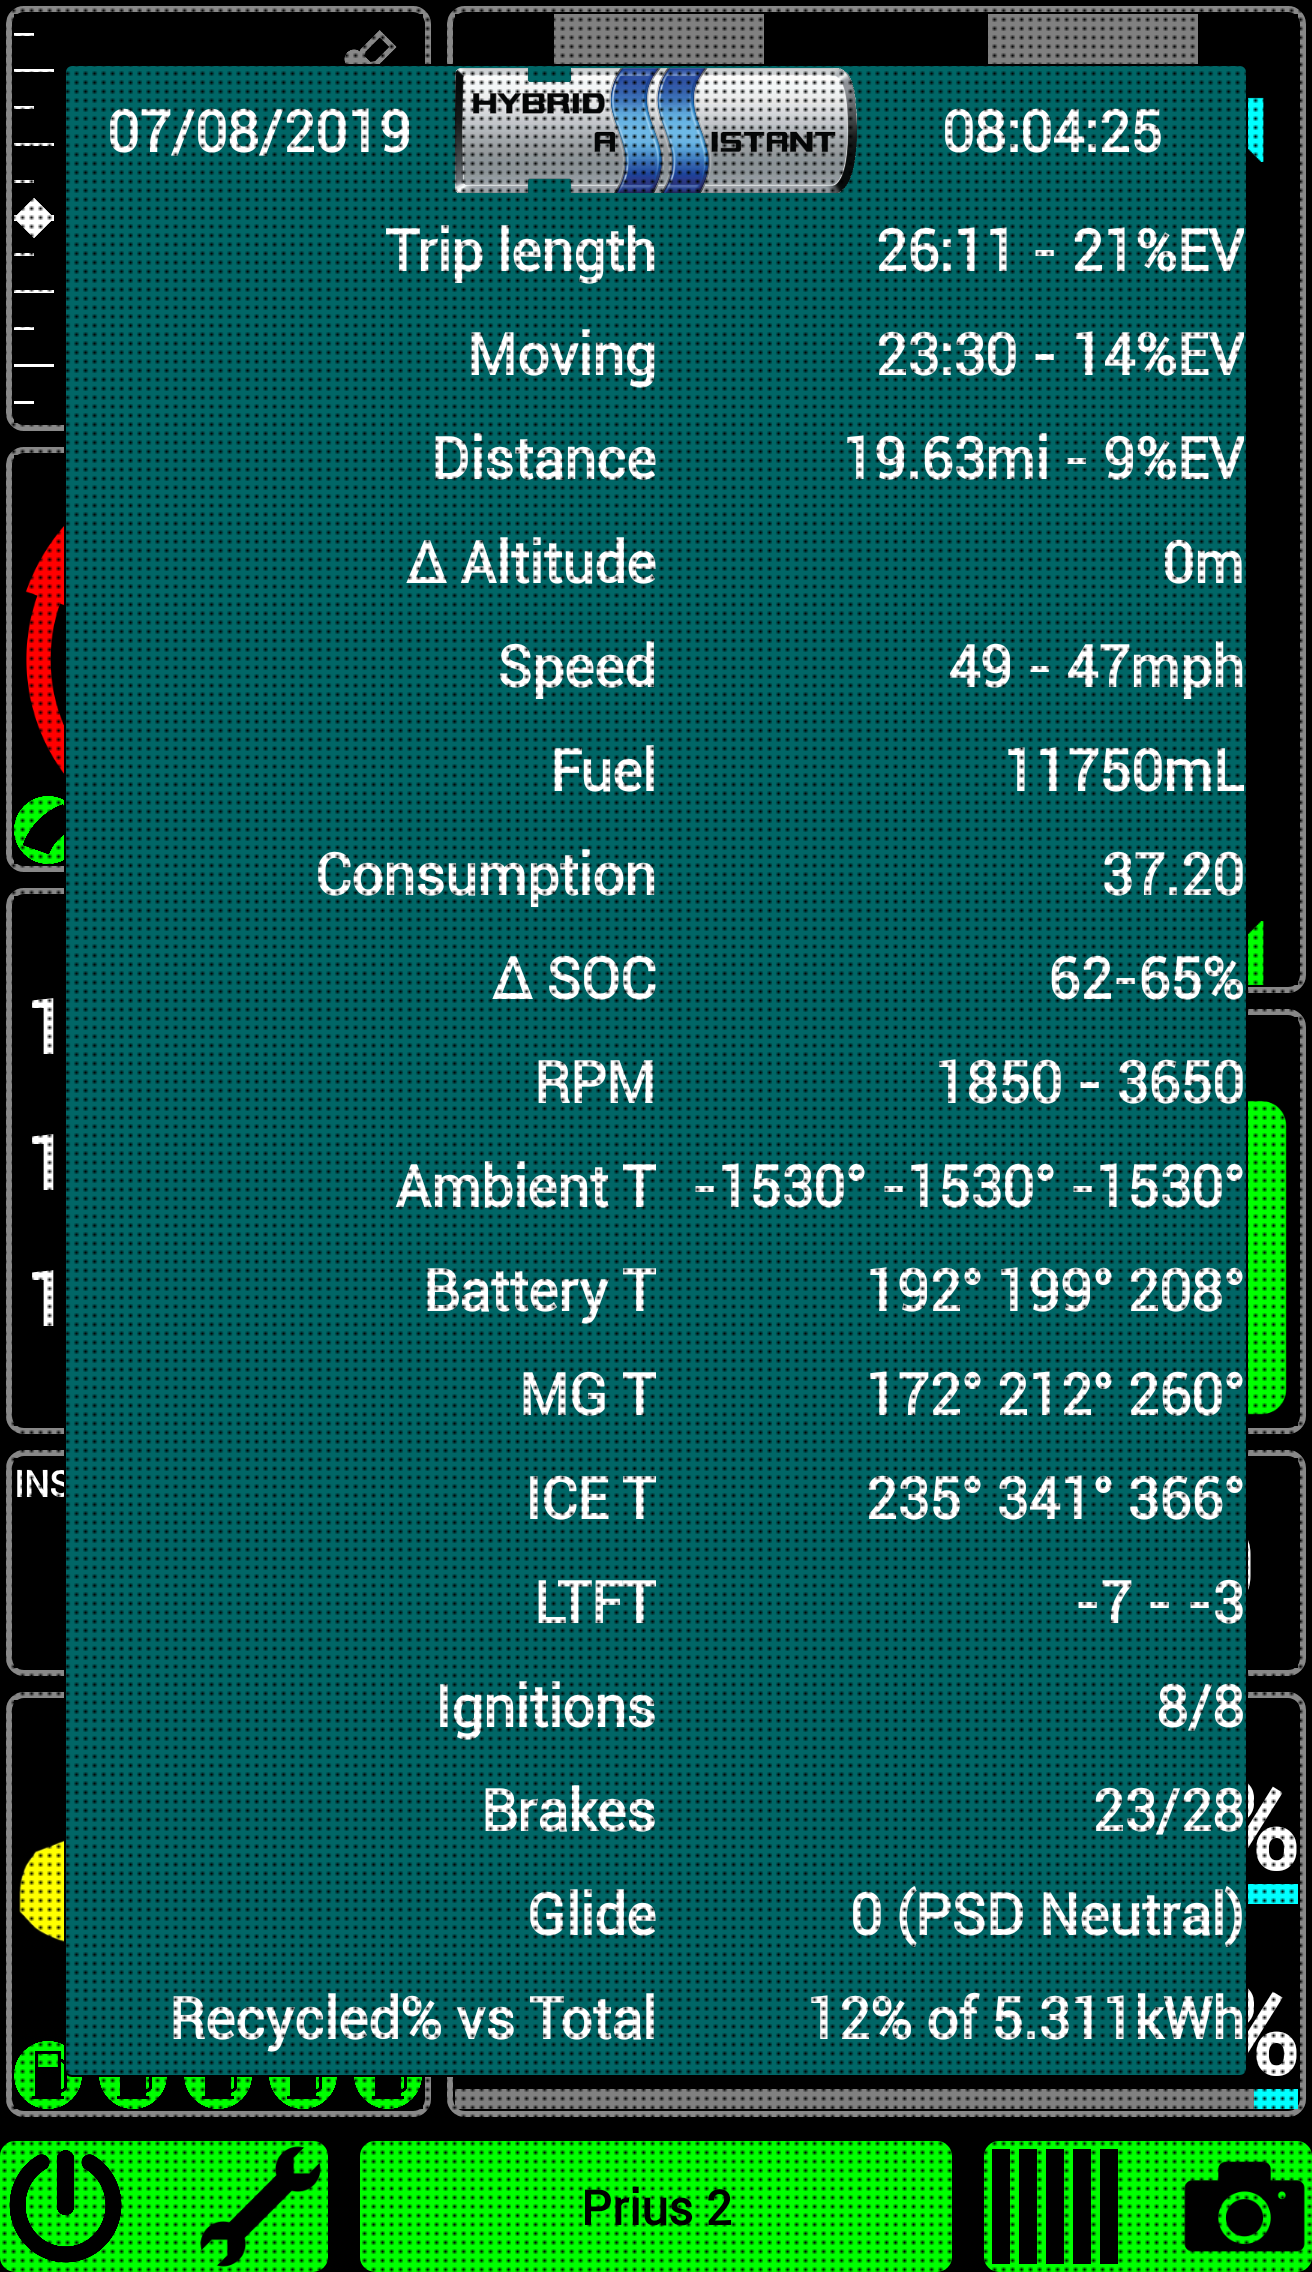 07/08/2019 HYBRID ASSISTANT 08:04:25
Trip length 26:11 - 21%EV
Moving 23:30 - 14%EV
Distance 19.63mi - 9%EV
Δ Altitude 0m
Speed 49 - 47mph
Fuel 11750mL
Consumption 37.20
Δ SOC 62-65%
1
RPM 1850 - 3650
1
Ambient T -1530° -1530° -1530°
1
Battery T 192° 199° 208°
MG T 172° 212° 260°
INS
ICE T 235° 341° 366°
LTFT -7 - -3
Ignitions 8/8
Brakes 23/28
%
Glide 0 (PSD Neutral)
Recycled% vs Total 12% of 5.311kWh
%
Prius 2